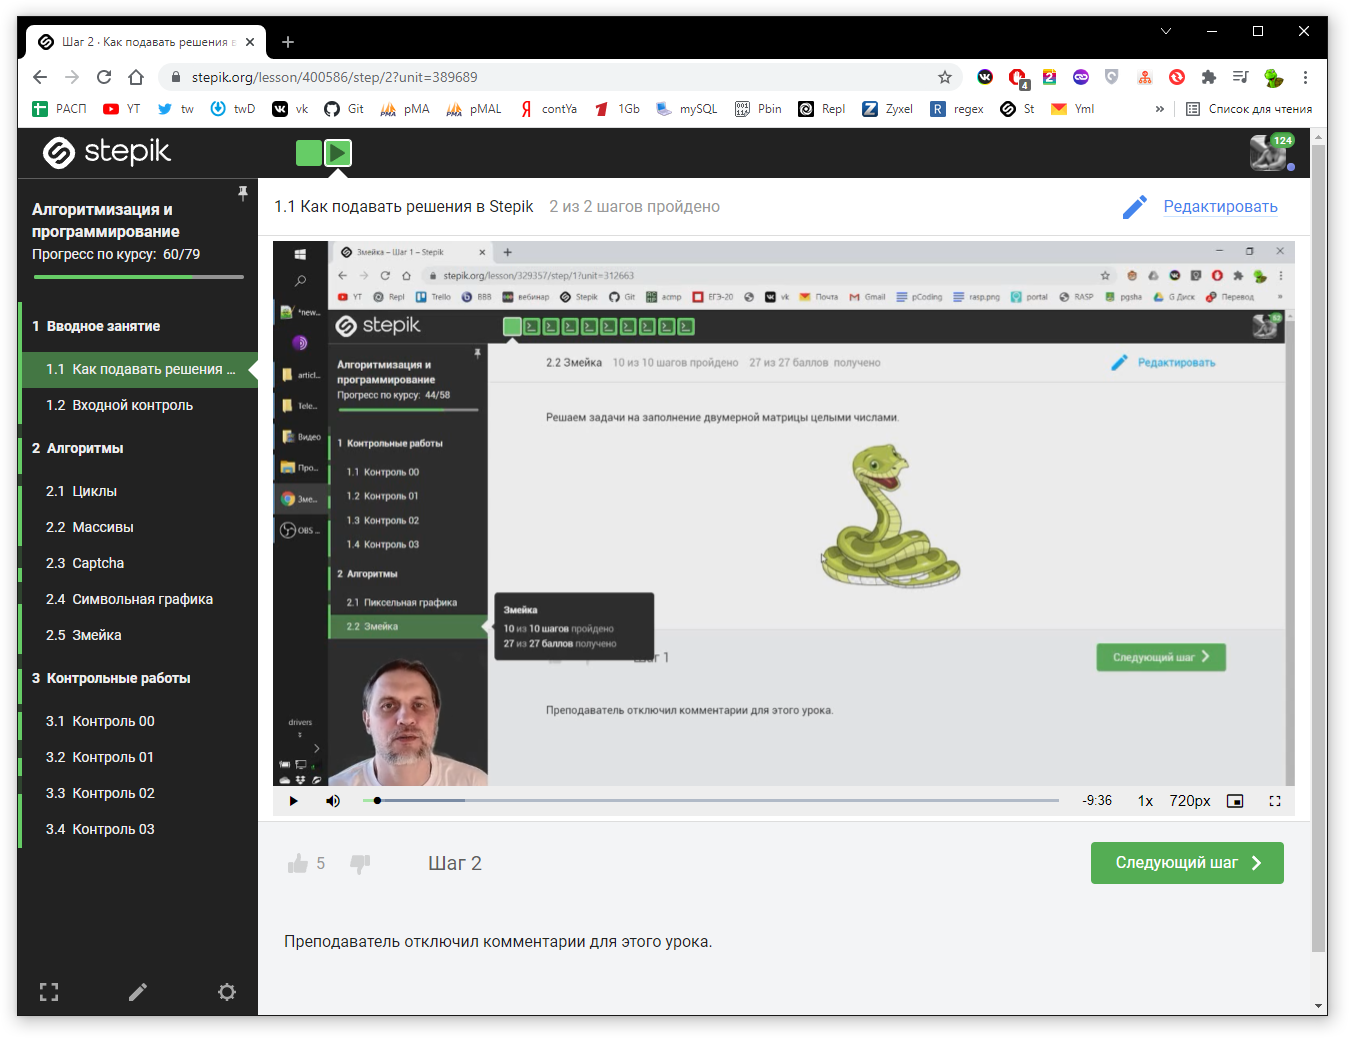 Шаг 2 · Как подавать решения в
stepik.org/lesson/400586/step/2?unit=389689
4
РАСП YT tw twD vk Git pMA pMAL contYa 1Gb mySQL Pbin Repl Zyxel regex St Yml » Список для чтения
stepik
124
Алгоритмизация и
программирование
Прогресс по курсу: 60/79
1 Вводное занятие
1.1 Как подавать решения ...
1.2 Входной контроль
2 Алгоритмы
2.1 Циклы
2.2 Массивы
2.3 Captcha
2.4 Символьная графика
2.5 Змейка
3 Контрольные работы
3.1 Контроль 00
3.2 Контроль 01
3.3 Контроль 02
3.4 Контроль 03
1.1 Как подавать решения в Stepik 2 из 2 шагов пройдено
Редактировать
Змейка – Шаг 1 – Stepik
stepik.org/lesson/329357/step/1?unit=312663
YT Repl Trello BBB вебинар Stepik Git acmp ЕГЭ-20 vk Почта Gmail pCoding rasp.png portal RASP pgsha G Диск Перевод »
*new...
articl...
Tele...
Видео
Про...
Зме...
OBS ...
drivers
stepik
Алгоритмизация и
программирование
Прогресс по курсу: 44/58
1 Контрольные работы
1.1 Контроль 00
1.2 Контроль 01
1.3 Контроль 02
1.4 Контроль 03
2 Алгоритмы
2.1 Пиксельная графика
2.2 Змейка
2.2 Змейка 10 из 10 шагов пройдено 27 из 27 баллов получено
Редактировать
Решаем задачи на заполнение двумерной матрицы целыми числами.
Змейка
10 из 10 шагов пройдено
27 из 27 баллов получено
Следующий шаг
Преподаватель отключил комментарии для этого урока.
-9:36 1x 720px
5 Шаг 2
Следующий шаг
Преподаватель отключил комментарии для этого урока.